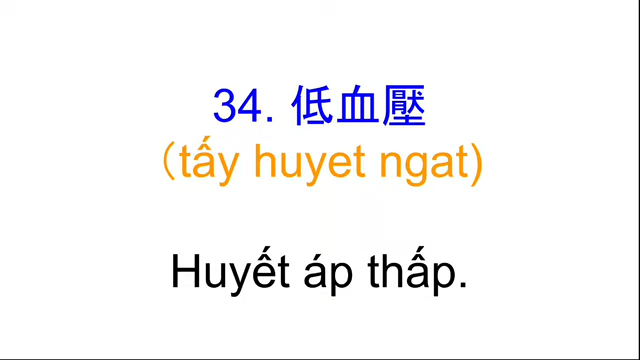 34. 低血壓
（tấy huyet ngat)
Huyết áp thấp.